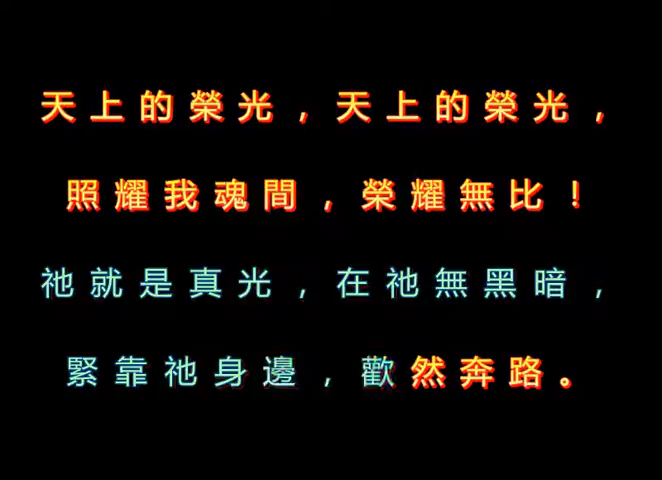 天上的榮光，天上的榮光，
照耀我魂間，榮耀無比！
祂就是真光，在祂無黑暗，
緊靠祂身邊，歡然奔路。